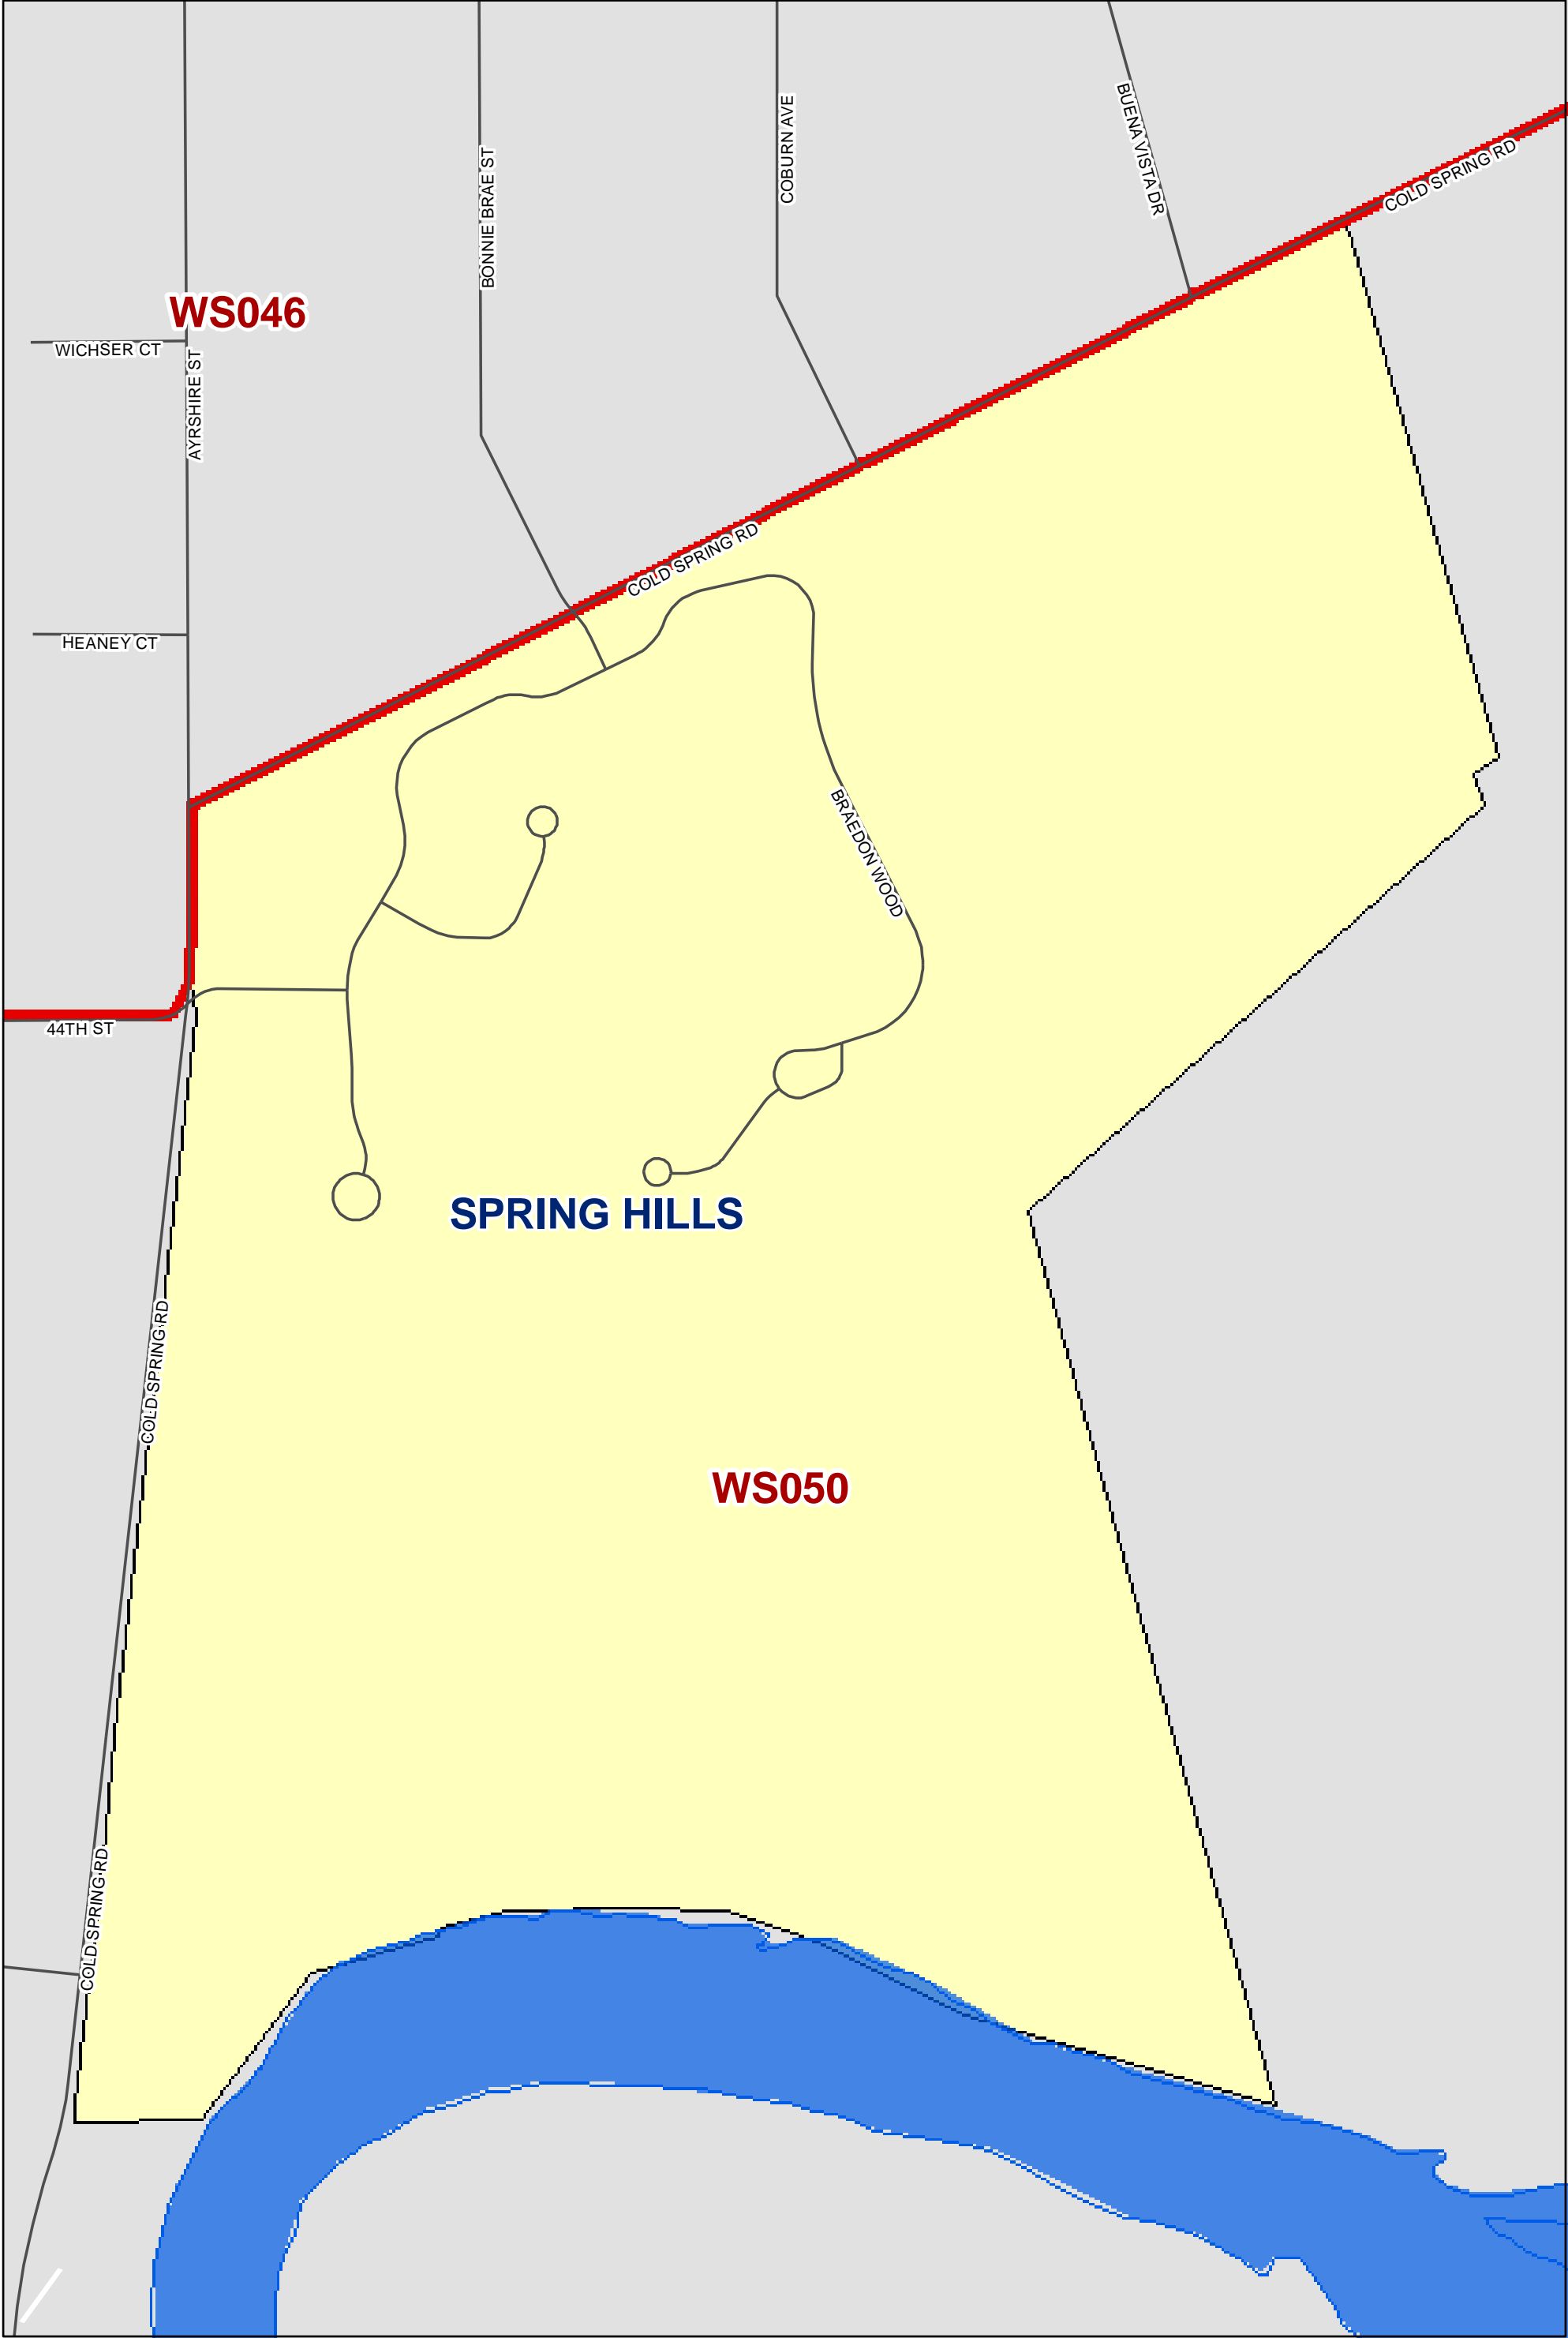 COBURN AVE
BUENA VISTA DR
COLD SPRING RD
BONNIE BRAE ST
WS046
WICHSER CT
AYRSHIRE ST
COLD SPRING RD
HEANEY CT
BRAEDON WOOD
44TH ST
SPRING HILLS
COLD SPRING RD
WS050
COLD SPRING RD